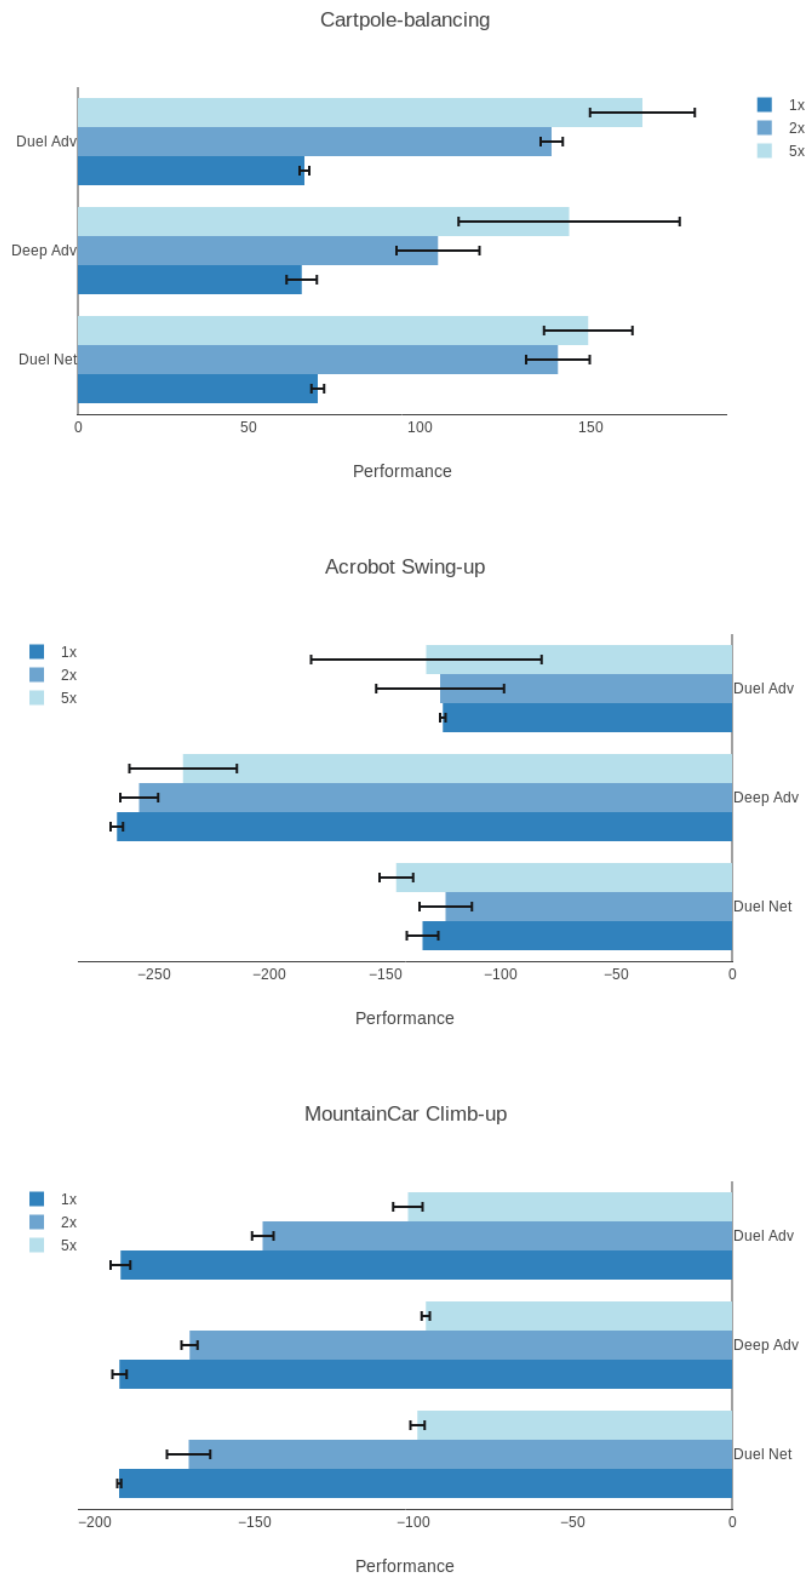 Cartpole-balancing
1x
2x
5x
Duel Adv
Deep Adv
Duel Net
0 50 100 150
Performance
Acrobot Swing-up
1x
2x
5x
Duel Adv
Deep Adv
Duel Net
−250 −200 −150 −100 −50 0
Performance
MountainCar Climb-up
1x
2x
5x
Duel Adv
Deep Adv
Duel Net
−200 −150 −100 −50 0
Performance